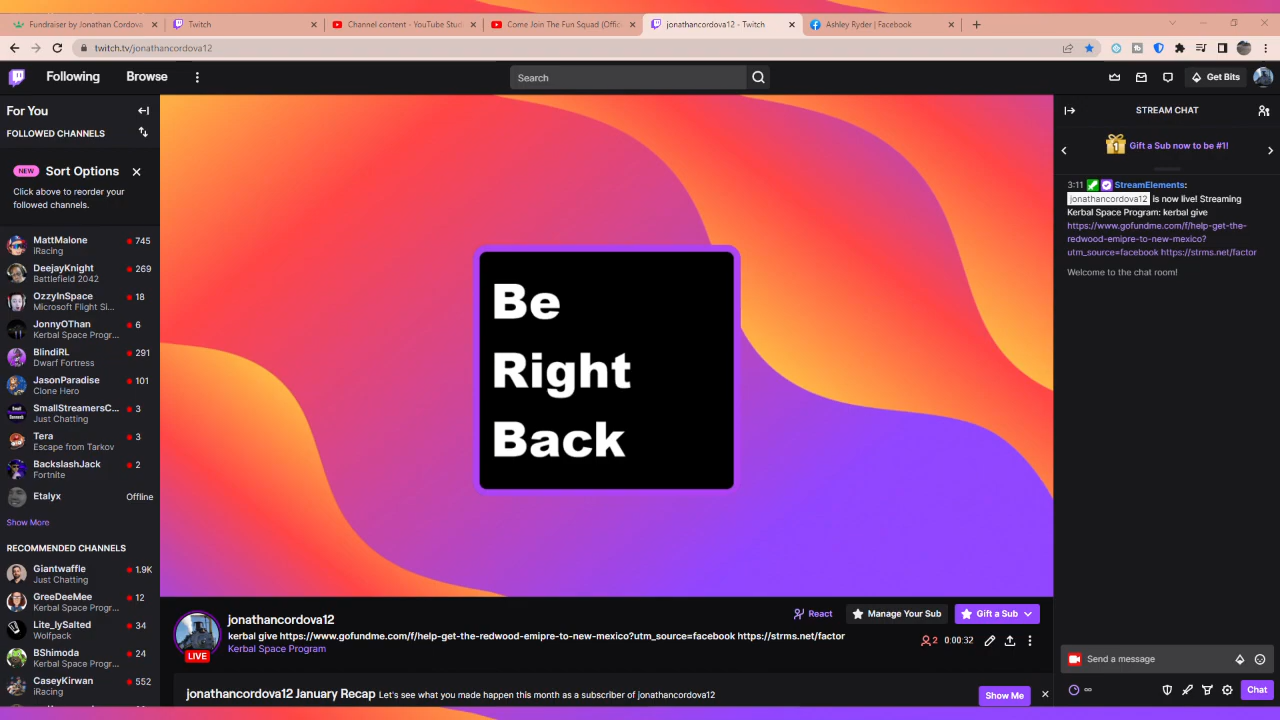 Fundraiser by Jonathan Cordova
Twitch
Channel content - YouTube Stud
Come Join The Fun Squad (Offic
jonathancordova12 - Twitch
Ashley Ryder | Facebook
twitch.tv/jonathancordova12
Following
Browse
Search
Get Bits
For You
FOLLOWED CHANNELS
NEW
Sort Options
Click above to reorder your
followed channels.
MattMalone
745
iRacing
DeejayKnight
269
Battlefield 2042
OzzyInSpace
18
Microsoft Flight Si...
JonnyOThan
6
Kerbal Space Progr...
BlindiRL
291
Dwarf Fortress
JasonParadise
101
Clone Hero
SmallStreamersC...
3
Just Chatting
Tera
3
Escape from Tarkov
BackslashJack
2
Fortnite
Etalyx
Offline
Show More
RECOMMENDED CHANNELS
Giantwaffle
1.9K
Just Chatting
GreeDeeMee
12
Kerbal Space Progr...
Lite_lySalted
34
Wolfpack
BShimoda
24
Kerbal Space Progr...
CaseyKirwan
552
iRacing
Be
Right
Back
LIVE
jonathancordova12
kerbal give https://www.gofundme.com/f/help-get-the-redwood-emipre-to-new-mexico?utm_source=facebook https://strms.net/factor
Kerbal Space Program
React
Manage Your Sub
Gift a Sub
2
0:00:32
jonathancordova12 January Recap Let's see what you made happen this month as a subscriber of jonathancordova12
Show Me
STREAM CHAT
1
Gift a Sub now to be #1!
3:11 StreamElements:
jonathancordova12 is now live! Streaming
Kerbal Space Program: kerbal give
https://www.gofundme.com/f/help-get-the-
redwood-emipre-to-new-mexico?
utm_source=facebook https://strms.net/factor
Welcome to the chat room!
Send a message
∞
Chat